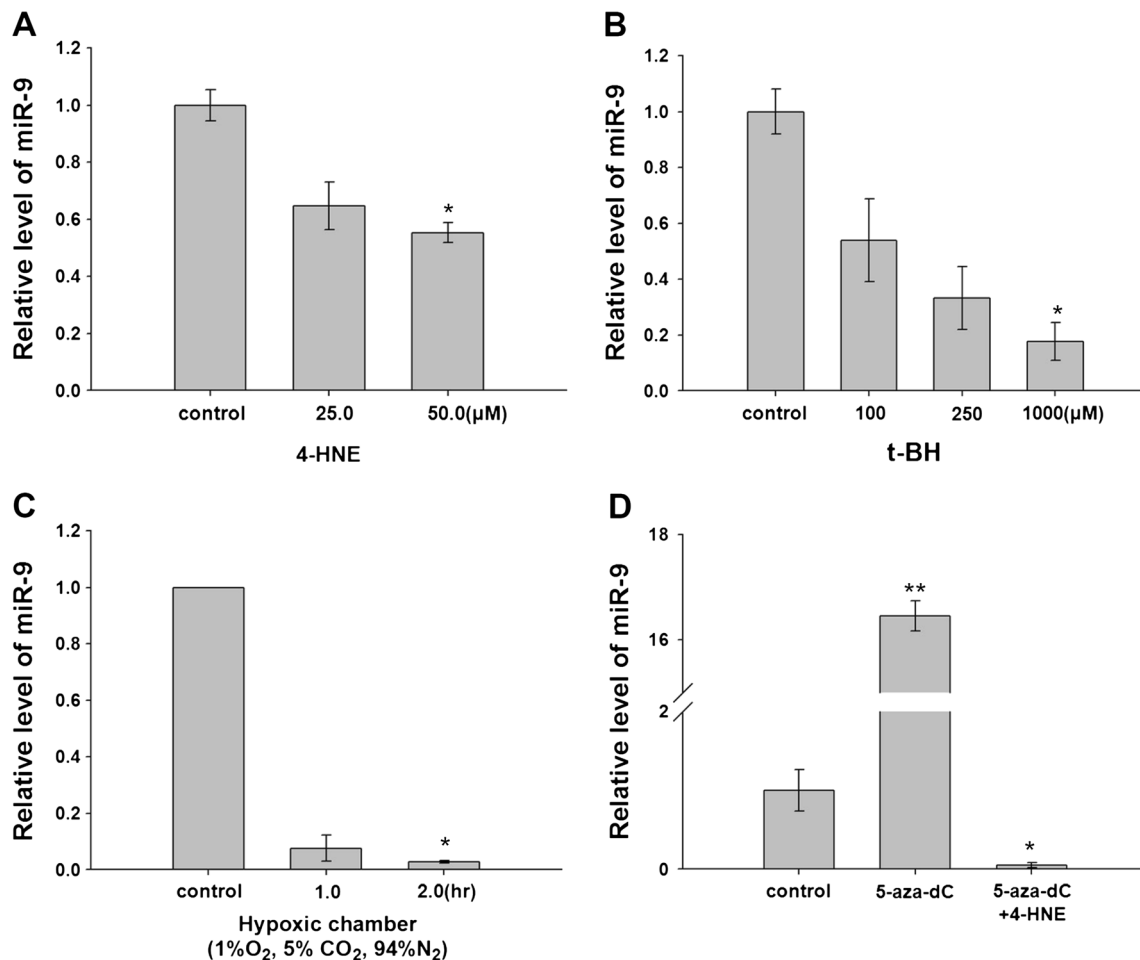 A
Relative level of miR-9
1.2
1.0
0.8
0.6
0.4
0.2
0.0
*
control 25.0 50.0(µM)
4-HNE
B
Relative level of miR-9
1.2
1.0
0.8
0.6
0.4
0.2
0.0
*
control 100 250 1000(µM)
t-BH
C
Relative level of miR-9
1.2
1.0
0.8
0.6
0.4
0.2
0.0
*
control 1.0 2.0(hr)
Hypoxic chamber
(1%O₂, 5% CO₂, 94%N₂)
D
Relative level of miR-9
18
16
2
0
**
*
control 5-aza-dC 5-aza-dC
+4-HNE